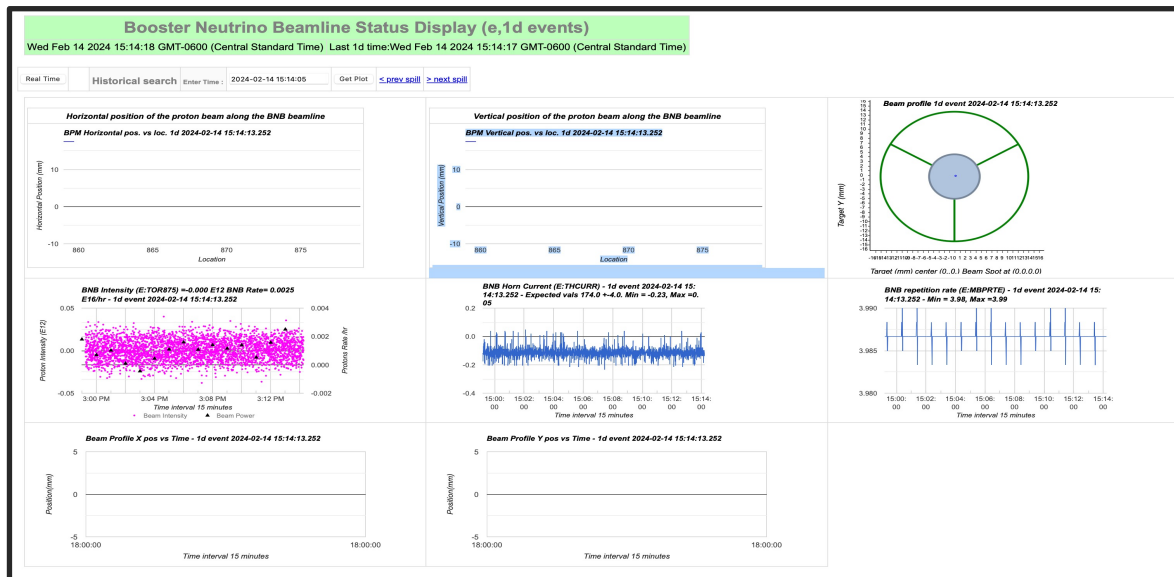 Booster Neutrino Beamline Status Display (e,1d events)
Wed Feb 14 2024 15:14:18 GMT-0600 (Central Standard Time) Last 1d time:Wed Feb 14 2024 15:14:17 GMT-0600 (Central Standard Time)
Real Time Historical search Enter Time : 2024-02-14 15:14:05 Get Plot < prev spill > next spill
Horizontal position of the proton beam along the BNB beamline
BPM Horizontal pos. vs loc. 1d 2024-02-14 15:14:13.252
Horizontal Position (mm)
10
0
-10
860 865 870 875
Location
Vertical position of the proton beam along the BNB beamline
BPM Vertical pos. vs loc. 1d 2024-02-14 15:14:13.252
Vertical Position (mm)
10
0
-10
860 865 870 875
Location
Beam profile 1d event 2024-02-14 15:14:13.252
Target Y (mm)
Target (mm) center (0,.0,) Beam Spot at (0.0,0.0)
BNB Intensity (E:TOR875) =-0.000 E12 BNB Rate= 0.0025
E16/hr - 1d event 2024-02-14 15:14:13.252
Proton Intensity (E12)
0.05
0.00
-0.05
0.004
0.002
0.000
-0.002
Protons Rate /hr
3:00 PM 3:04 PM 3:08 PM 3:12 PM
Time interval 15 minutes
Beam Intensity Beam Power
BNB Horn Current (E:THCURR) - 1d event 2024-02-14 15:
14:13.252 - Expected vals 174.0 +-4.0. Min = -0.23, Max =0.
05
0.2
0.0
-0.2
-0.4
15:00: 15:02: 15:04: 15:06: 15:08: 15:10: 15:12: 15:14:
00 00 00 00 00 00 00 00
Time interval 15 minutes
BNB repetition rate (E:MBPRTE) - 1d event 2024-02-14 15:
14:13.252 - Min = 3.98, Max =3.99
3.990
3.985
3.980
15:00: 15:02: 15:04: 15:06: 15:08: 15:10: 15:12: 15:14:
00 00 00 00 00 00 00 00
Time interval 15 minutes
Beam Profile X pos vs Time - 1d event 2024-02-14 15:14:13.252
Position(mm)
5
0
-5
18:00:00 18:00:00
Time interval 15 minutes
Beam Profile Y pos vs Time - 1d event 2024-02-14 15:14:13.252
Position(mm)
5
0
-5
18:00:00 18:00:00
Time interval 15 minutes